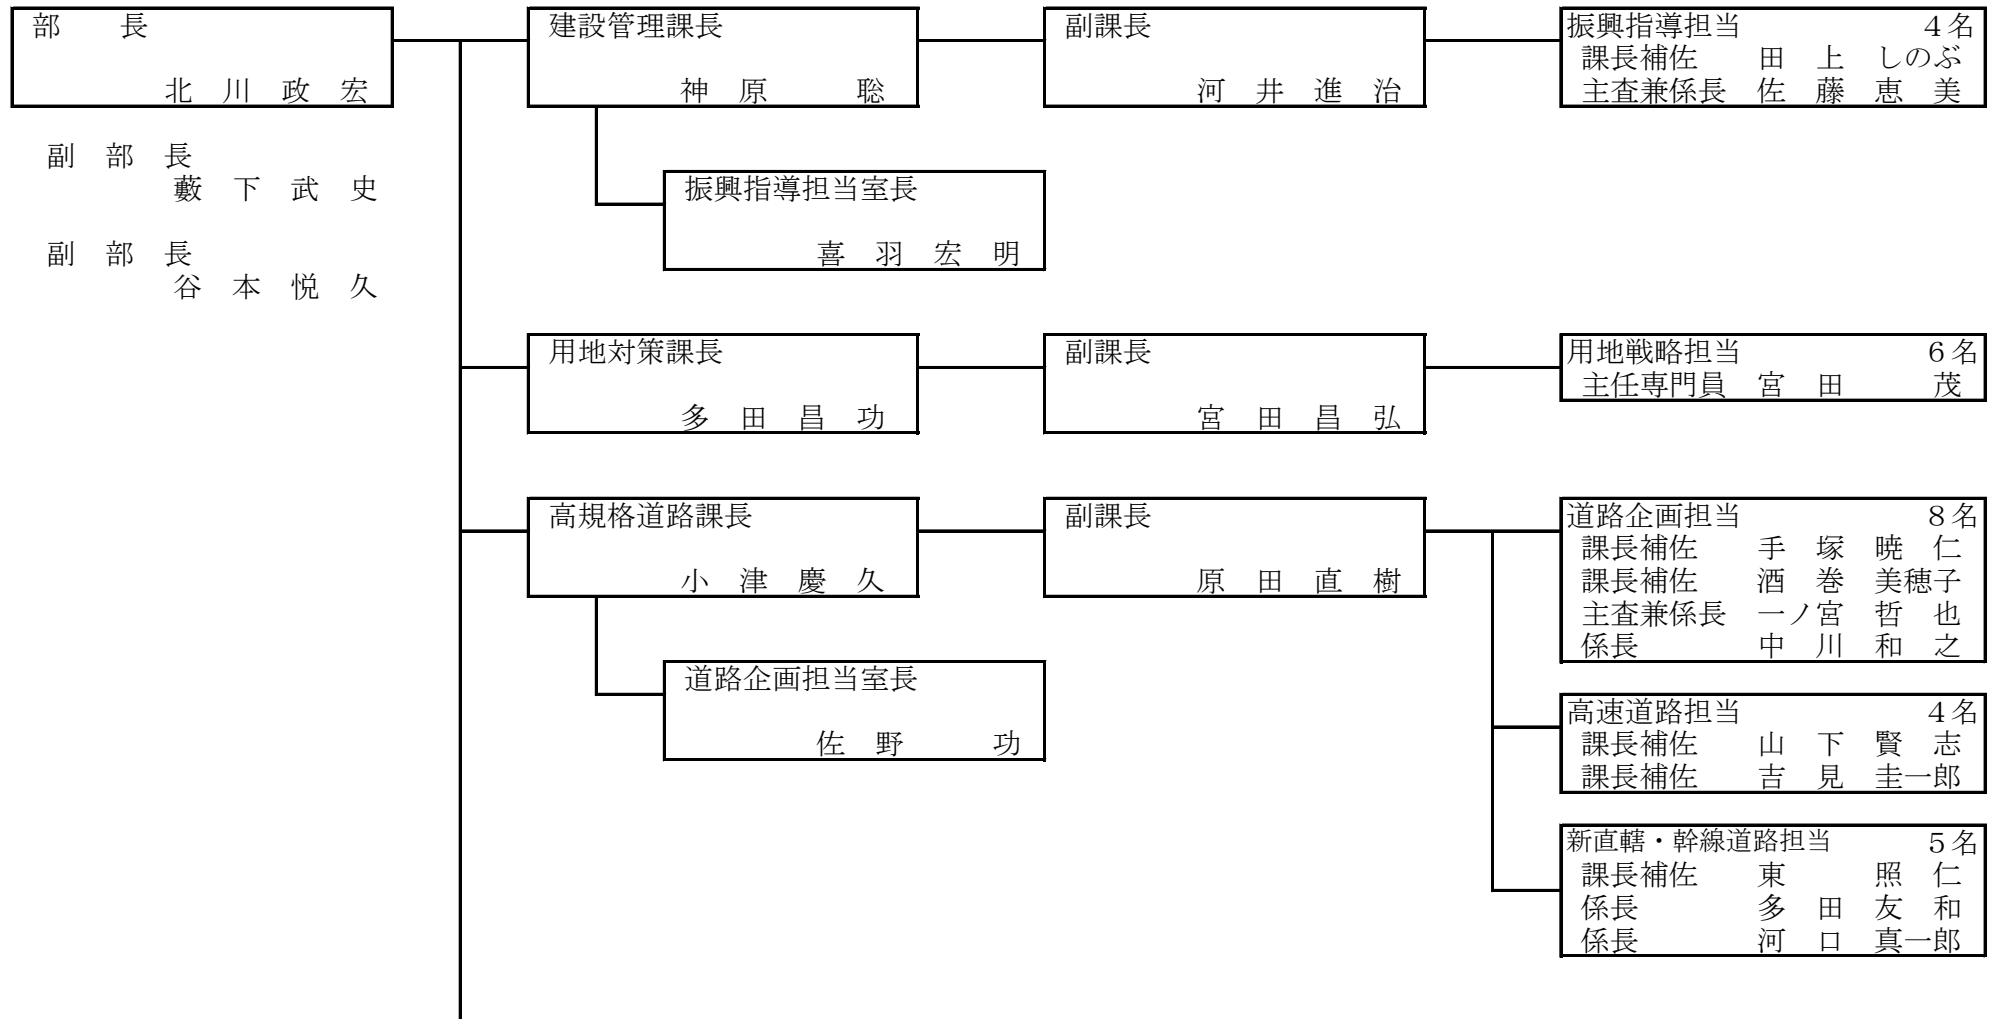 部　　長
北　川　政　宏
副　部　長
藪　下　武　史
副　部　長
谷　本　悦　久
建設管理課長
神　原　　　聡
振興指導担当室長
喜　羽　宏　明
副課長
河　井　進　治
振興指導担当　4名
課長補佐　田　上　しのぶ
主査兼係長　佐　藤　恵　美
用地対策課長
多　田　昌　功
副課長
宮　田　昌　弘
用地戦略担当　6名
主任専門員　宮　田　　　茂
高規格道路課長
小　津　慶　久
道路企画担当室長
佐　野　　　功
副課長
原　田　直　樹
道路企画担当　8名
課長補佐　手　塚　暁　仁
課長補佐　酒　巻　美穂子
主査兼係長　一ノ宮　哲　也
係長　中　川　和　之
高速道路担当　4名
課長補佐　山　下　賢　志
課長補佐　吉　見　圭一郎
新直轄・幹線道路担当　5名
課長補佐　東　　　照　仁
係長　多　田　友　和
係長　河　口　真一郎